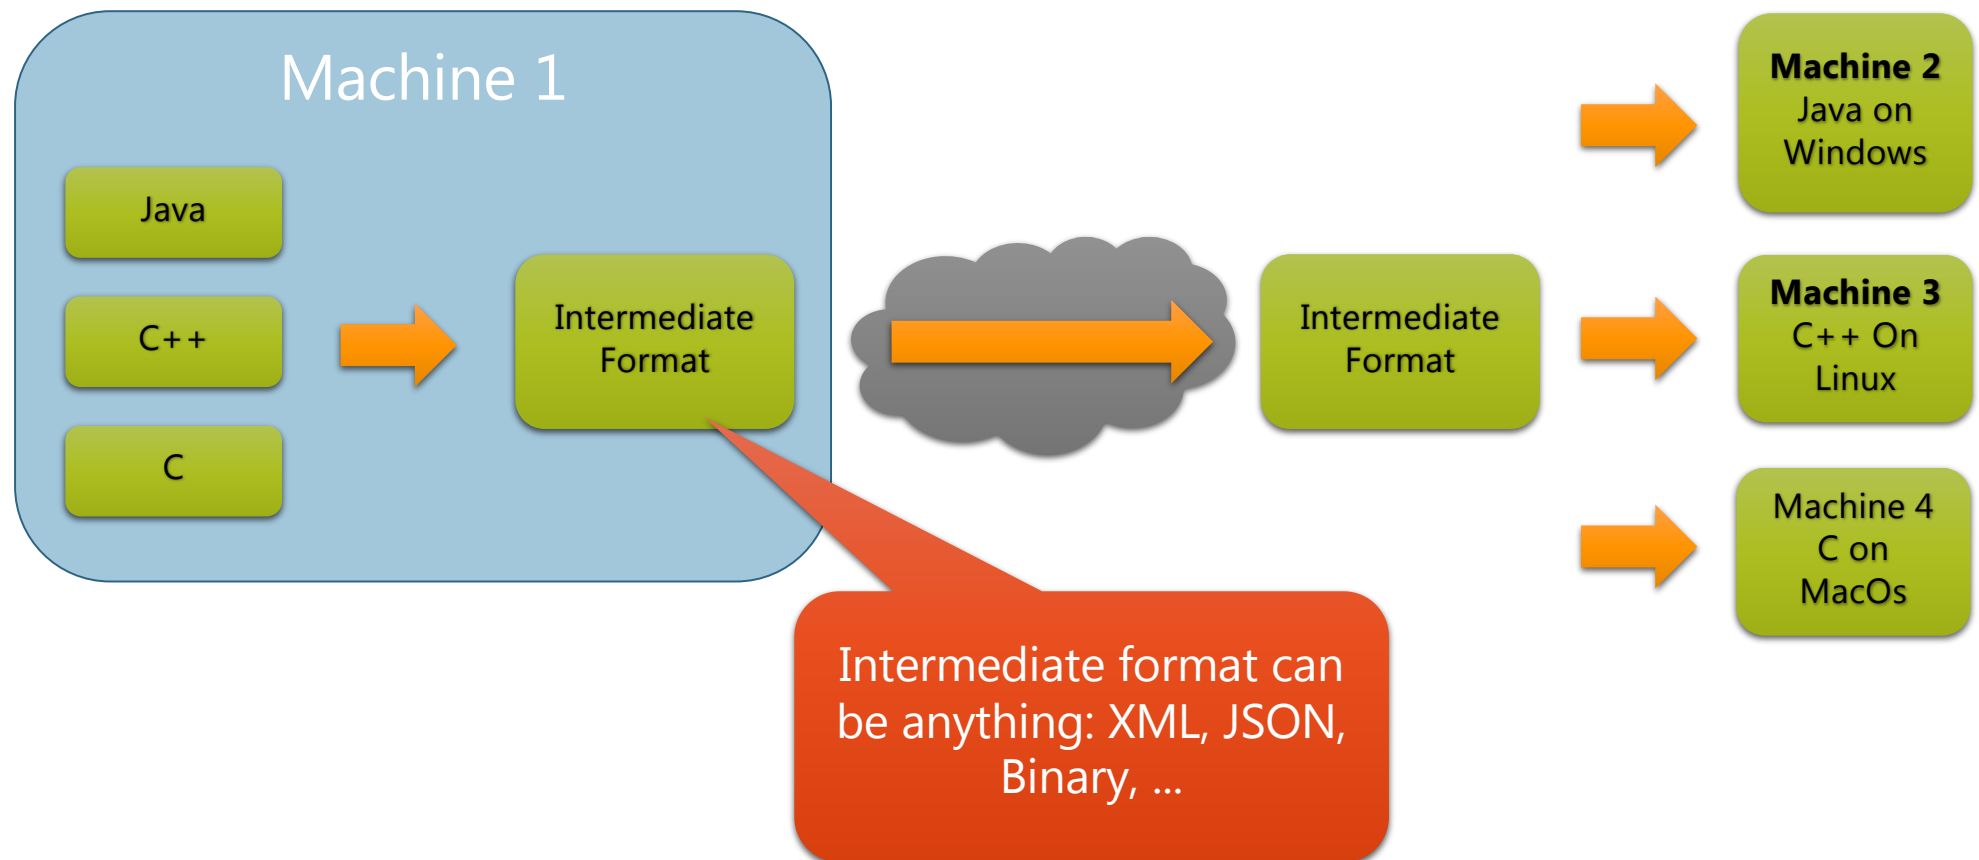 Machine 1
Java
C++
C
Intermediate
Format
Intermediate
Format
Machine 2
Java on
Windows
Machine 3
C++ On
Linux
Machine 4
C on
MacOs
Intermediate format can
be anything: XML, JSON,
Binary, ...